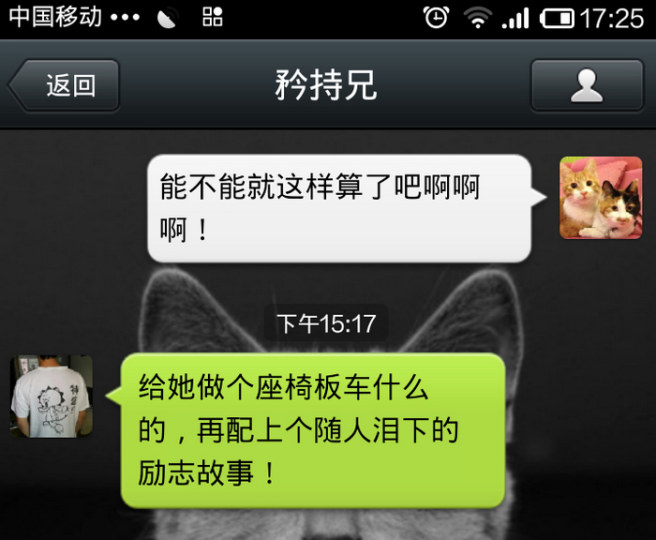 中国移动 ••• 17:25
返回 矜持兄
能不能就这样算了吧啊啊
啊！
下午15:17
给她做个座椅板车什么
的，再配上个随人泪下的
励志故事！